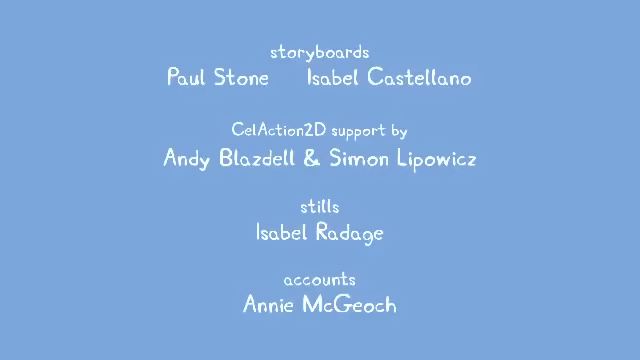 storyboards
Paul Stone Isabel Castellano
CelAction2D support by
Andy Blazdell & Simon Lipowicz
stills
Isabel Radage
accounts
Annie McGeoch